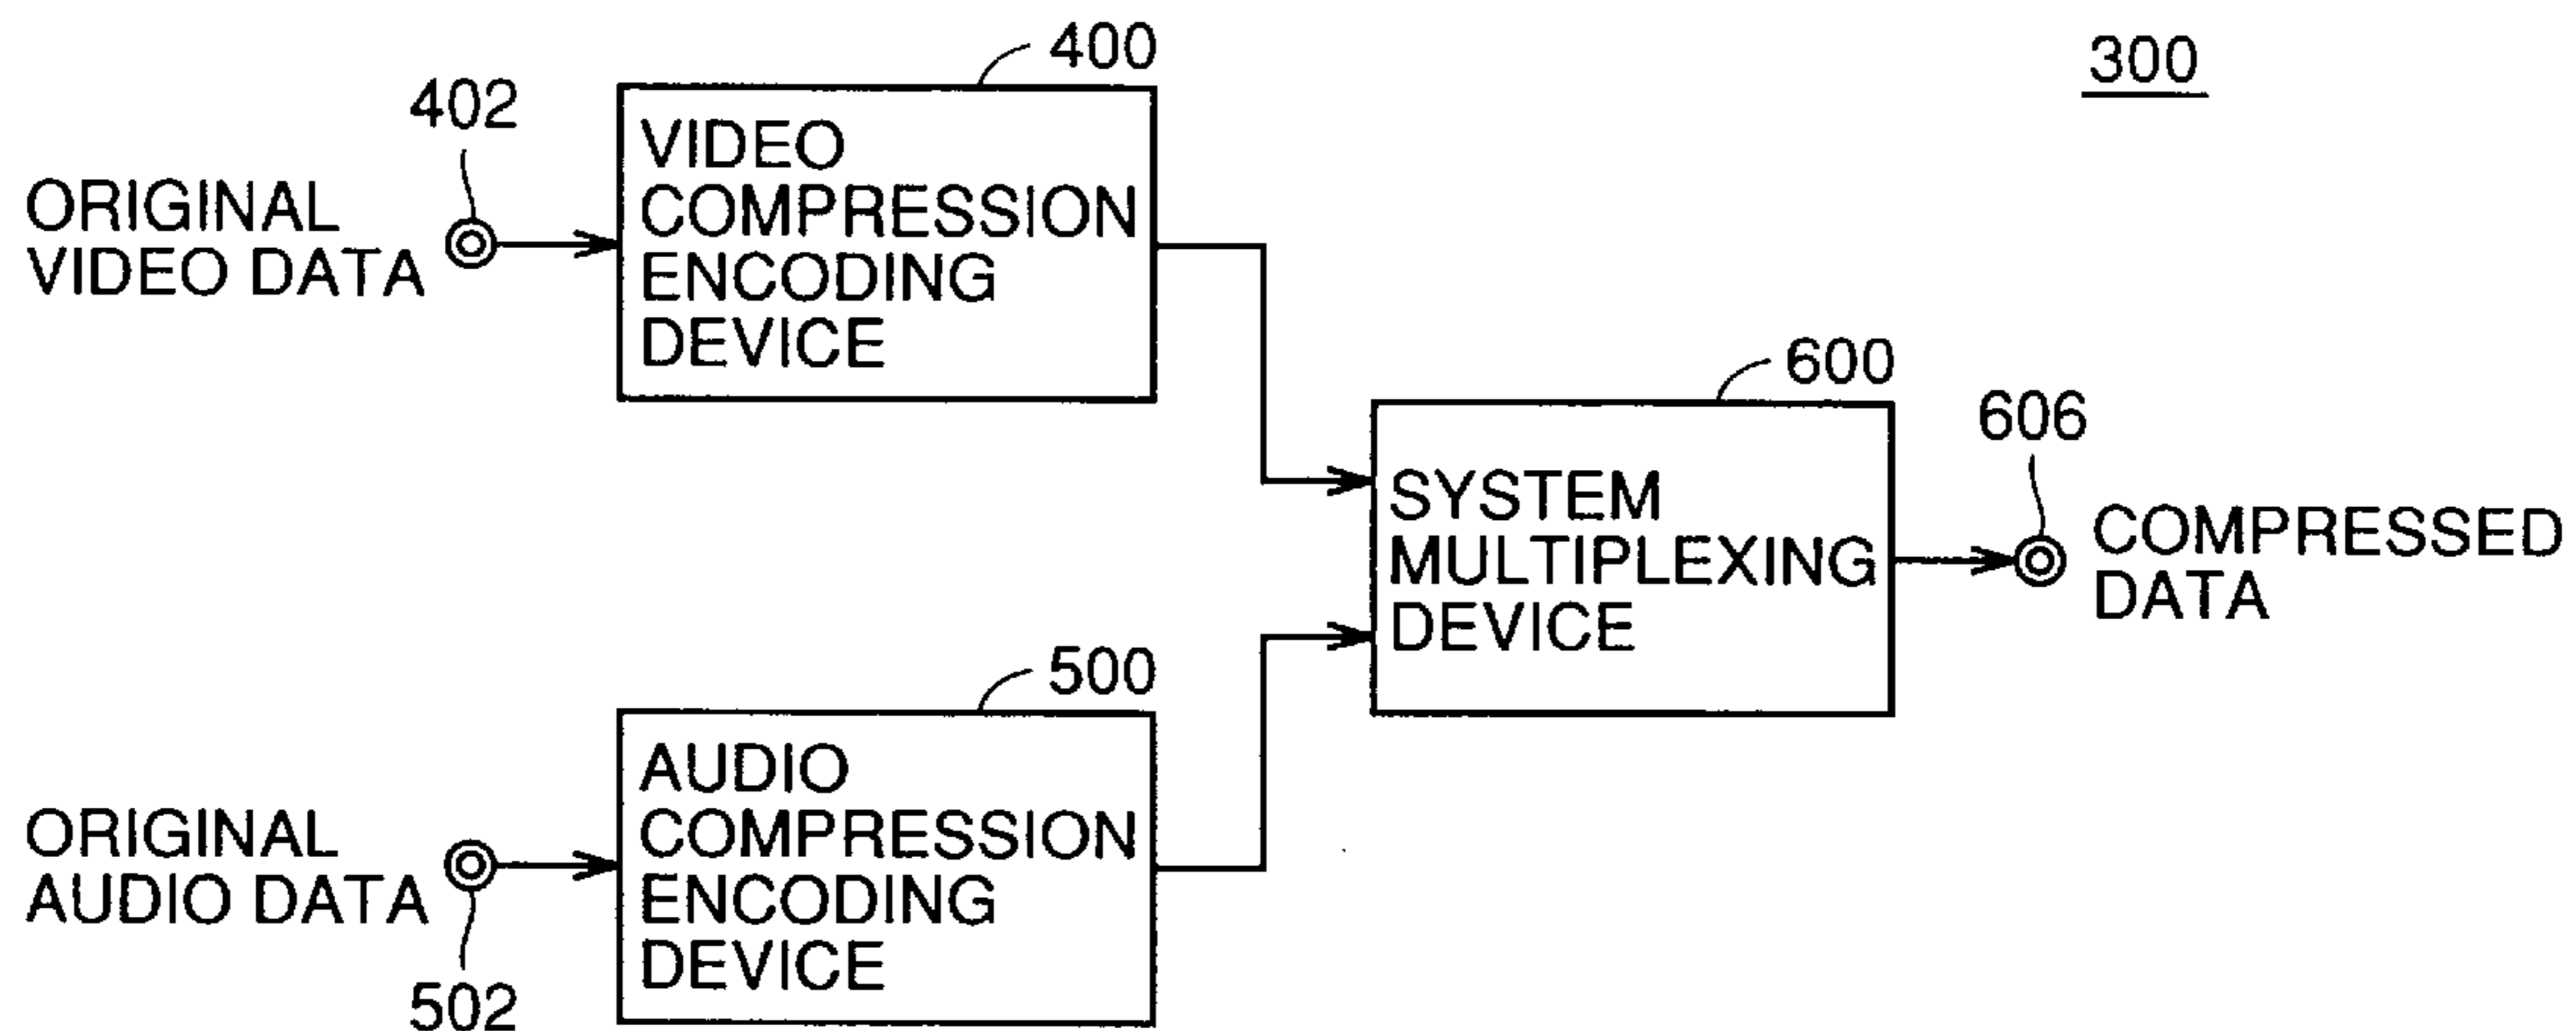 400
300
402
VIDEO
COMPRESSION
ENCODING
DEVICE
ORIGINAL
VIDEO DATA
600
606
SYSTEM
MULTIPLEXING
DEVICE
COMPRESSED
DATA
500
AUDIO
COMPRESSION
ENCODING
DEVICE
ORIGINAL
AUDIO DATA
502